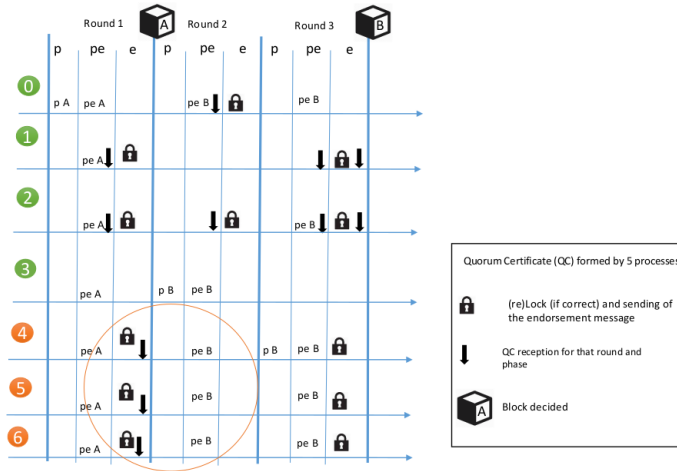 Round 1 A Round 2 Round 3 B
p pe e p pe e p pe e
0 p A pe A pe B pe B
1 pe A
2 pe A pe B
3 pe A p B pe B
4 pe A pe B p B pe B
5 pe A pe B pe B
6 pe A pe B pe B
Quorum Certificate (QC) formed by 5 processes
(re)Lock (if correct) and sending of
the endorsement message
QC reception for that round and
phase
A Block decided